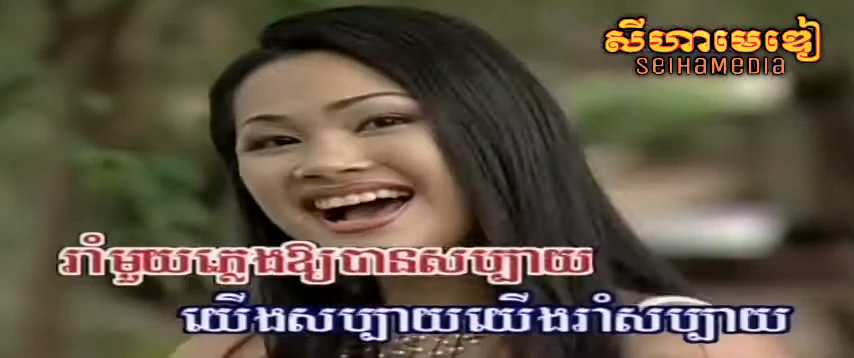 សីហាមេឌៀ
SeiHaMedia
រាំមួយភ្លេងឱ្យបានសប្បាយ
យើងសប្បាយយើងរាំសប្បាយ